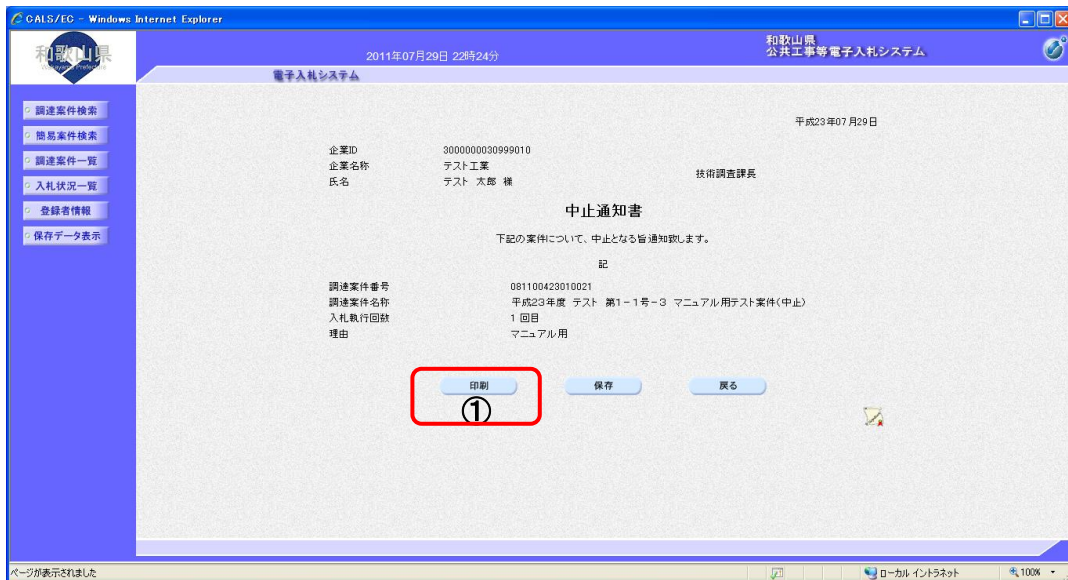 CALS/EC - Windows Internet Explorer
和歌山県
Wakayama Prefecture
2011年07月29日 22時24分
和歌山県
公共工事等電子入札システム
電子入札システム
調達案件検索
簡易案件検索
調達案件一覧
入札状況一覧
登録者情報
保存データ表示
平成23年07月29日
企業ID 3000000030999010
企業名称 テスト工業
氏名 テスト 太郎 様
技術調査課長
中止通知書
下記の案件について、中止となる旨通知致します。
記
調達案件番号 081100423010021
調達案件名称 平成23年度 テスト 第1-1号-3 マニュアル用テスト案件(中止)
入札執行回数 1 回目
理由 マニュアル用
印刷 保存 戻る
①
ページが表示されました ローカル イントラネット 100%